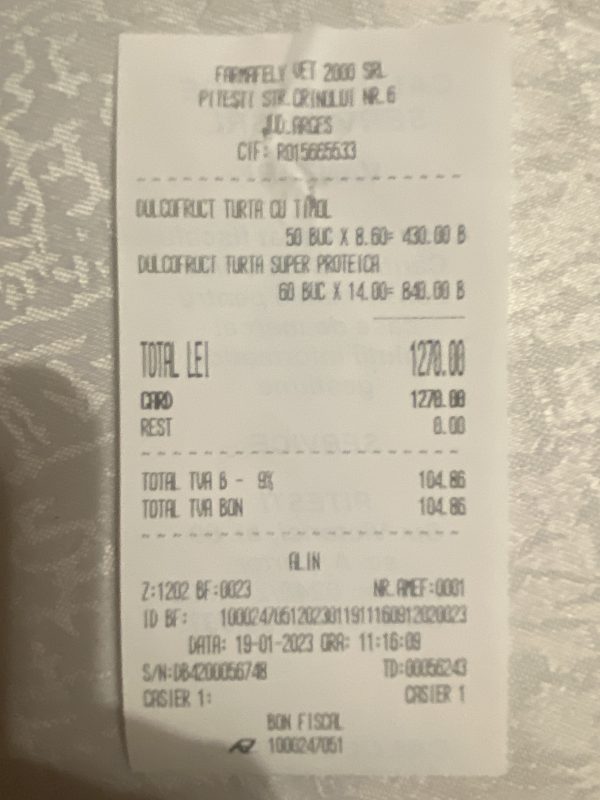 FARMAFELY VET 2000 SRL
PITESTI STR.CRINULUI NR.6
JUD.ARGES
CIF: RO15665533
DULCOFRUCT TURTA CU TIMOL
50 BUC X 8.60= 430.00 B
DULCOFRUCT TURTA SUPER PROTEICA
60 BUC X 14.00= 840.00 B
TOTAL LEI 1270.00
CARD 1270.00
REST 0.00
TOTAL TVA B - 9% 104.86
TOTAL TVA BON 104.86
ALIN
Z:1202 BF:0023 NR.AMEF:0001
ID BF: 10002470512023011911160912020023
DATA: 19-01-2023 ORA: 11:16:09
S/N:DB4200056748 TD:00056243
CASIER 1: CASIER 1
BON FISCAL
1000247051